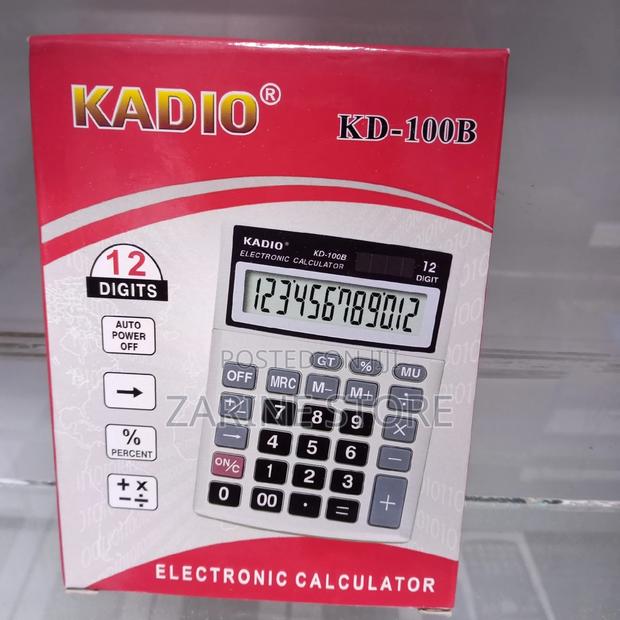 KADIO®
KD-100B
KADIO®
KD-100B
ELECTRONIC CALCULATOR
12
DIGIT
123456789012
12
DIGITS
AUTO
POWER
OFF
→
%
PERCENT
+ ×
− ÷
POSTED ON JIJI
ZARINE STORE
GT % MU
OFF MRC M− M+ ÷
+/− 7 8 9 ×
→ 4 5 6 −
ON/C 1 2 3 +
0 00 · =
ELECTRONIC CALCULATOR